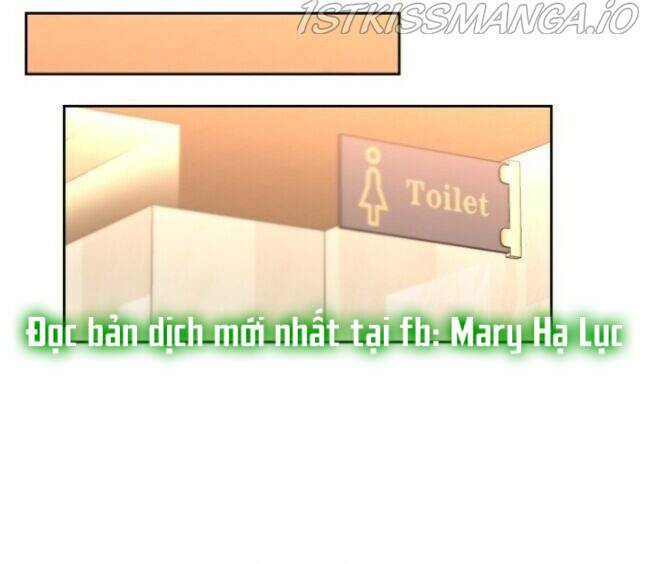 1STKISSMANGA.iO
Toilet
Đọc bản dịch mới nhất tại fb: Mary Hạ Lục